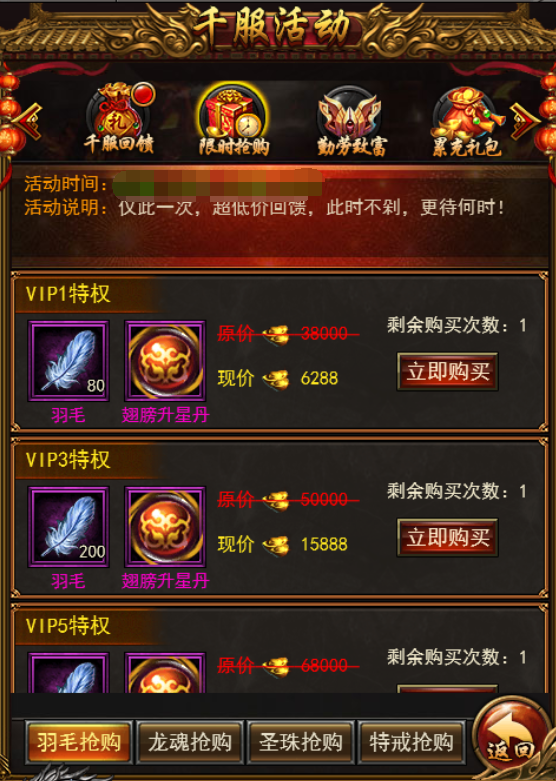 千服活动
千服回馈 限时抢购 勤劳致富 累充礼包
活动时间：
活动说明：仅此一次，超低价回馈，此时不剁，更待何时！
VIP1特权
80
羽毛 翅膀升星丹
原价 38000
现价 6288
剩余购买次数：1
立即购买
VIP3特权
200
羽毛 翅膀升星丹
原价 50000
现价 15888
剩余购买次数：1
立即购买
VIP5特权
原价 68000
剩余购买次数：1
羽毛抢购 龙魂抢购 圣珠抢购 特戒抢购 返回